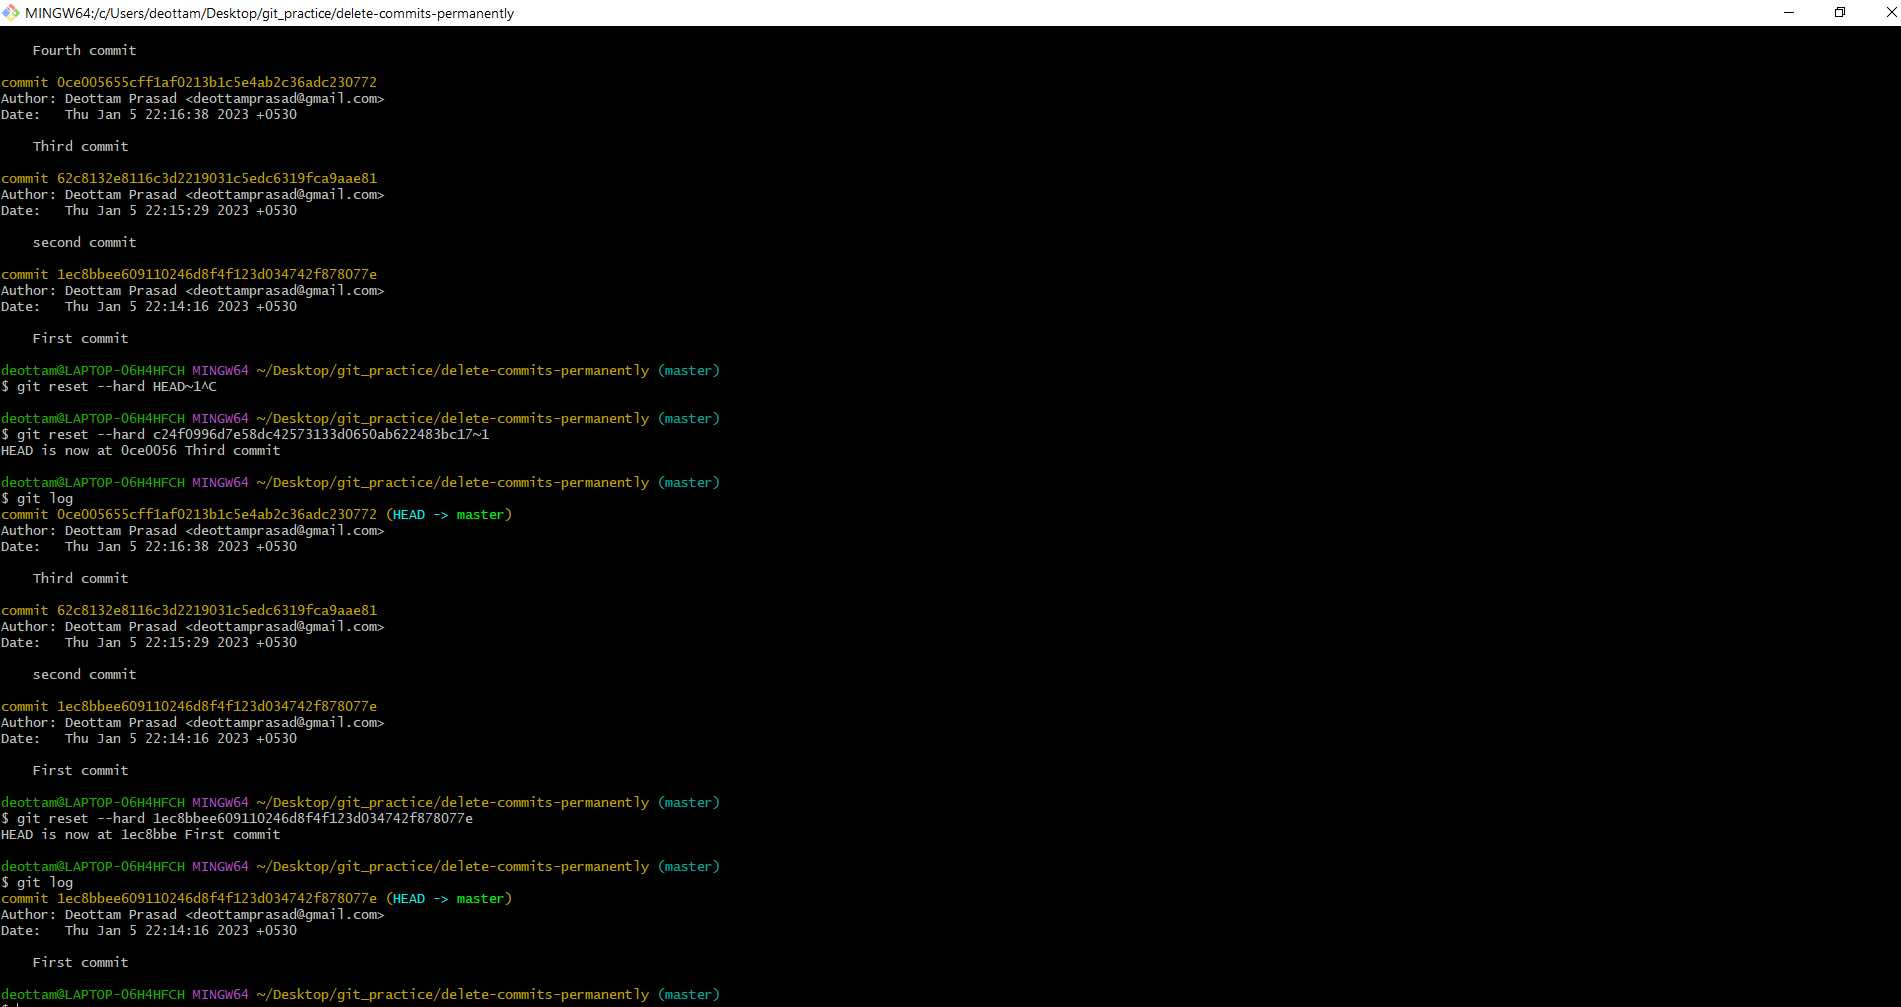 MINGW64:/c/Users/deottam/Desktop/git_practice/delete-commits-permanently
Fourth commit
commit 0ce005655cff1af0213b1c5e4ab2c36adc230772
Author: Deottam Prasad <deottamprasad@gmail.com>
Date:   Thu Jan 5 22:16:38 2023 +0530
Third commit
commit 62c8132e8116c3d2219031c5edc6319fca9aae81
Author: Deottam Prasad <deottamprasad@gmail.com>
Date:   Thu Jan 5 22:15:29 2023 +0530
second commit
commit 1ec8bbee609110246d8f4f123d034742f878077e
Author: Deottam Prasad <deottamprasad@gmail.com>
Date:   Thu Jan 5 22:14:16 2023 +0530
First commit
deottam@LAPTOP-O6H4HFCH MINGW64 ~/Desktop/git_practice/delete-commits-permanently (master)
$ git reset --hard HEAD~1^C
deottam@LAPTOP-O6H4HFCH MINGW64 ~/Desktop/git_practice/delete-commits-permanently (master)
$ git reset --hard c24f0996d7e58dc42573133d0650ab622483bc17~1
HEAD is now at 0ce0056 Third commit
deottam@LAPTOP-O6H4HFCH MINGW64 ~/Desktop/git_practice/delete-commits-permanently (master)
$ git log
commit 0ce005655cff1af0213b1c5e4ab2c36adc230772 (HEAD -> master)
Author: Deottam Prasad <deottamprasad@gmail.com>
Date:   Thu Jan 5 22:16:38 2023 +0530
Third commit
commit 62c8132e8116c3d2219031c5edc6319fca9aae81
Author: Deottam Prasad <deottamprasad@gmail.com>
Date:   Thu Jan 5 22:15:29 2023 +0530
second commit
commit 1ec8bbee609110246d8f4f123d034742f878077e
Author: Deottam Prasad <deottamprasad@gmail.com>
Date:   Thu Jan 5 22:14:16 2023 +0530
First commit
deottam@LAPTOP-O6H4HFCH MINGW64 ~/Desktop/git_practice/delete-commits-permanently (master)
$ git reset --hard 1ec8bbee609110246d8f4f123d034742f878077e
HEAD is now at 1ec8bbe First commit
deottam@LAPTOP-O6H4HFCH MINGW64 ~/Desktop/git_practice/delete-commits-permanently (master)
$ git log
commit 1ec8bbee609110246d8f4f123d034742f878077e (HEAD -> master)
Author: Deottam Prasad <deottamprasad@gmail.com>
Date:   Thu Jan 5 22:14:16 2023 +0530
First commit
deottam@LAPTOP-O6H4HFCH MINGW64 ~/Desktop/git_practice/delete-commits-permanently (master)
$